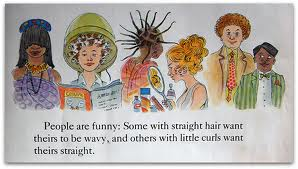 People are funny: Some with straight hair want
theirs to be wavy, and others with little curls want
theirs straight.